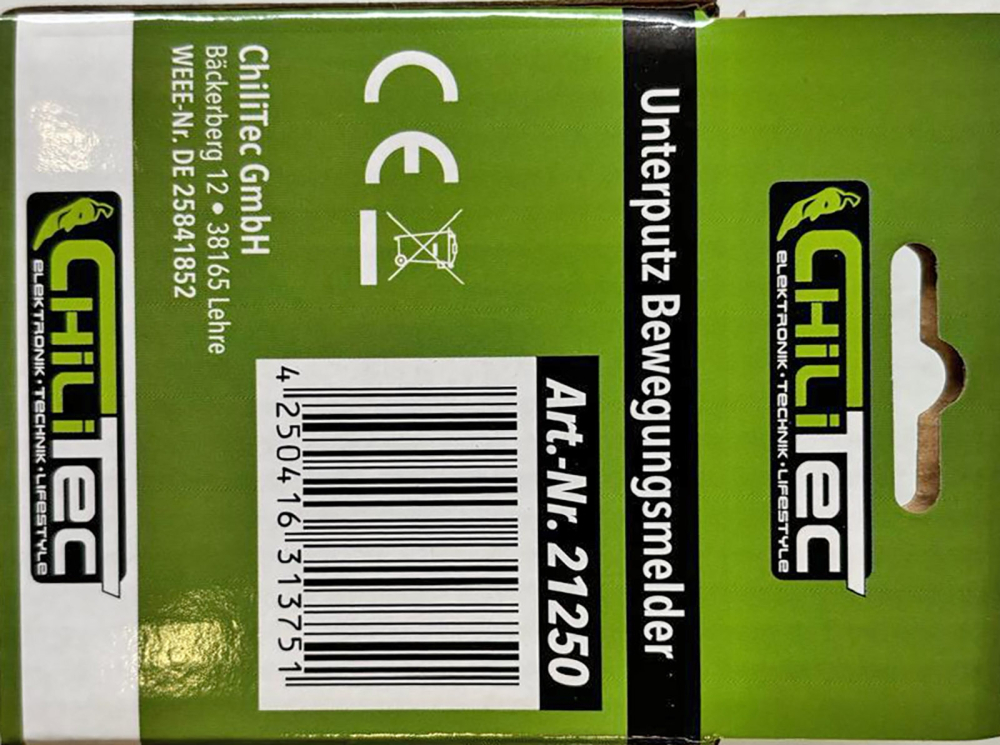 CHiLiTEC
ELEKTRONIK • TECHNIK • LIFESTYLE
Unterputz Bewegungsmelder
CE
Art.-Nr. 21250
4 250416 313751
ChiliTec GmbH
Bäckerberg 12 • 38165 Lehre
WEEE-Nr. DE 25841852
CHiLiTEC
ELEKTRONIK • TECHNIK • LIFESTYLE